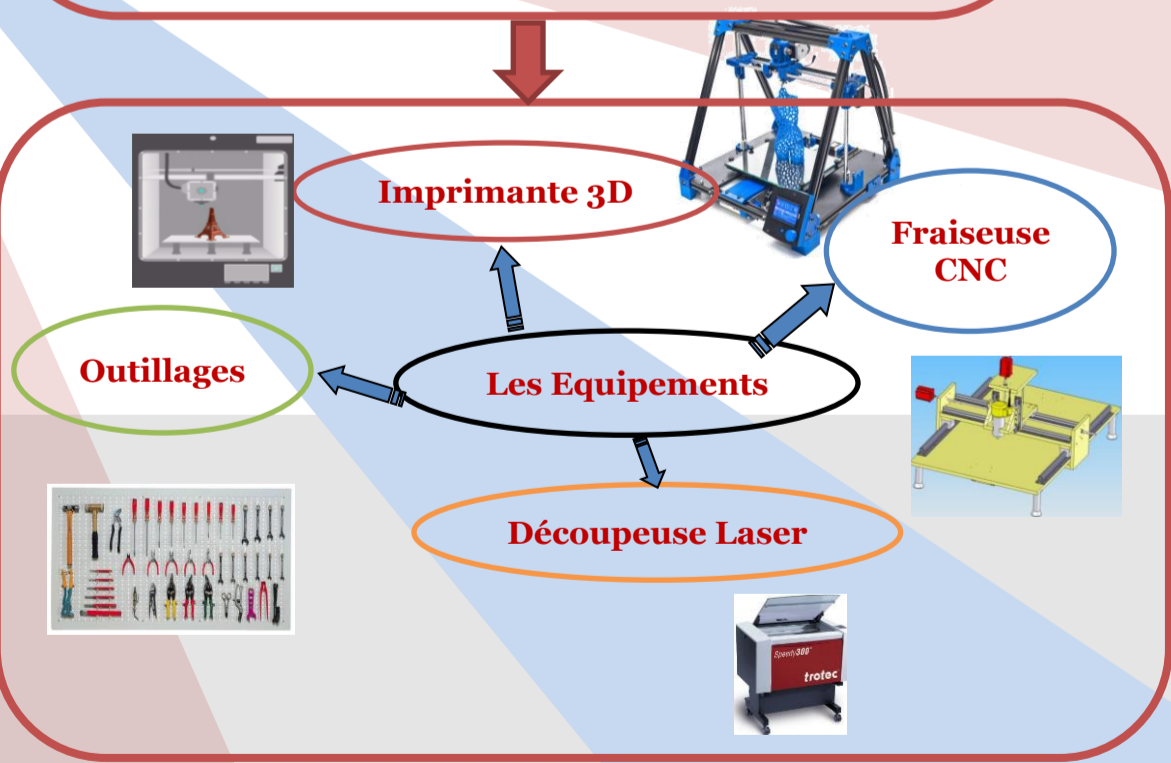 Imprimante 3D
Fraiseuse
CNC
Outillages
Les Equipements
Découpeuse Laser
Speedy300
trotec